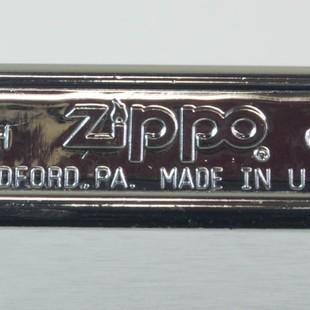 H zippo®
DFORD, PA. MADE IN U